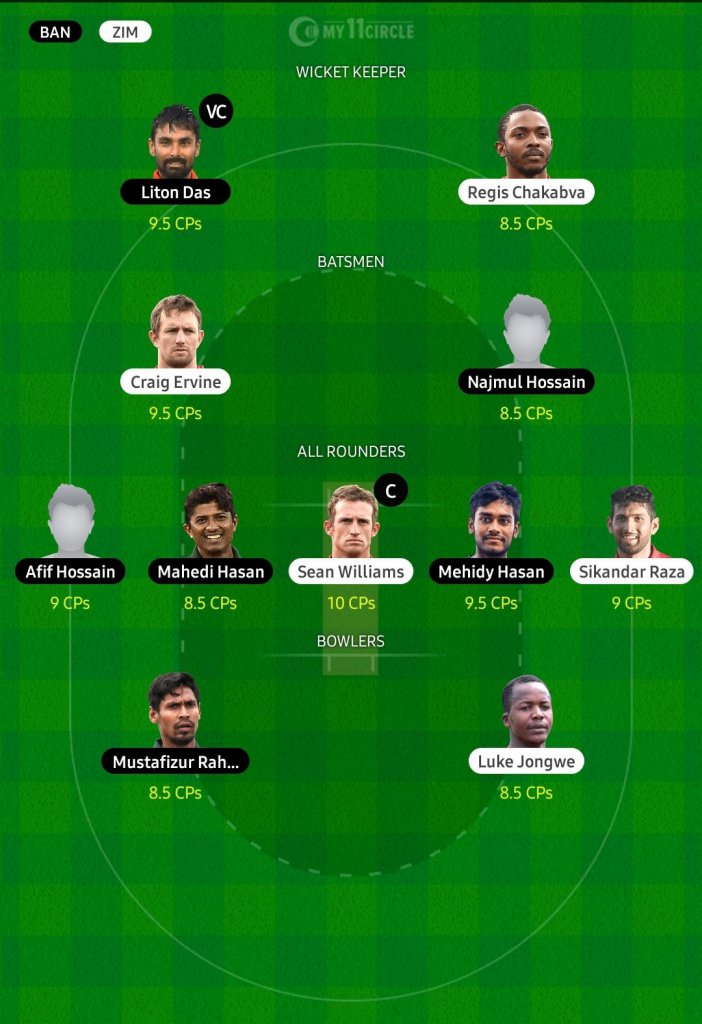 BAN ZIM MY11CIRCLE
WICKET KEEPER
VC
Liton Das Regis Chakabva
9.5 CPs 8.5 CPs
BATSMEN
Craig Ervine Najmul Hossain
9.5 CPs 8.5 CPs
ALL ROUNDERS
C
Afif Hossain Mahedi Hasan Sean Williams Mehidy Hasan Sikandar Raza
9 CPs 8.5 CPs 10 CPs 9.5 CPs 9 CPs
BOWLERS
Mustafizur Rah... Luke Jongwe
8.5 CPs 8.5 CPs